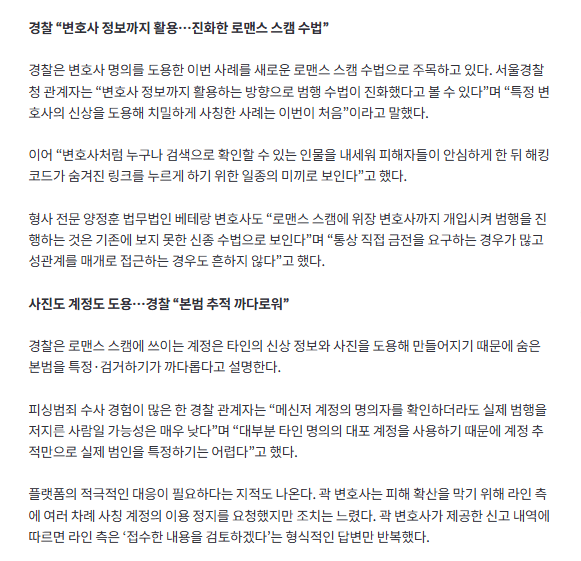 경찰 “변호사 정보까지 활용…진화한 로맨스 스캠 수법”
경찰은 변호사 명의를 도용한 이번 사례를 새로운 로맨스 스캠 수법으로 주목하고 있다. 서울경찰
청 관계자는 “변호사 정보까지 활용하는 방향으로 범행 수법이 진화했다고 볼 수 있다”며 “특정 변
호사의 신상을 도용해 치밀하게 사칭한 사례는 이번이 처음”이라고 말했다.
이어 “변호사처럼 누구나 검색으로 확인할 수 있는 인물을 내세워 피해자들이 안심하게 한 뒤 해킹
코드가 숨겨진 링크를 누르게 하기 위한 일종의 미끼로 보인다”고 했다.
형사 전문 양정훈 법무법인 베테랑 변호사도 “로맨스 스캠에 위장 변호사까지 개입시켜 범행을 진
행하는 것은 기존에 보지 못한 신종 수법으로 보인다”며 “통상 직접 금전을 요구하는 경우가 많고
성관계를 매개로 접근하는 경우도 흔하지 않다”고 했다.
사진도 계정도 도용…경찰 “본범 추적 까다로워”
경찰은 로맨스 스캠에 쓰이는 계정은 타인의 신상 정보와 사진을 도용해 만들어지기 때문에 숨은
본범을 특정·검거하기가 까다롭다고 설명한다.
피싱범죄 수사 경험이 많은 한 경찰 관계자는 “메신저 계정의 명의자를 확인하더라도 실제 범행을
저지른 사람일 가능성은 매우 낮다”며 “대부분 타인 명의의 대포 계정을 사용하기 때문에 계정 추
적만으로 실제 범인을 특정하기는 어렵다”고 했다.
플랫폼의 적극적인 대응이 필요하다는 지적도 나온다. 곽 변호사는 피해 확산을 막기 위해 라인 측
에 여러 차례 사칭 계정의 이용 정지를 요청했지만 조치는 느렸다. 곽 변호사가 제공한 신고 내역에
따르면 라인 측은 ‘접수한 내용을 검토하겠다’는 형식적인 답변만 반복했다.